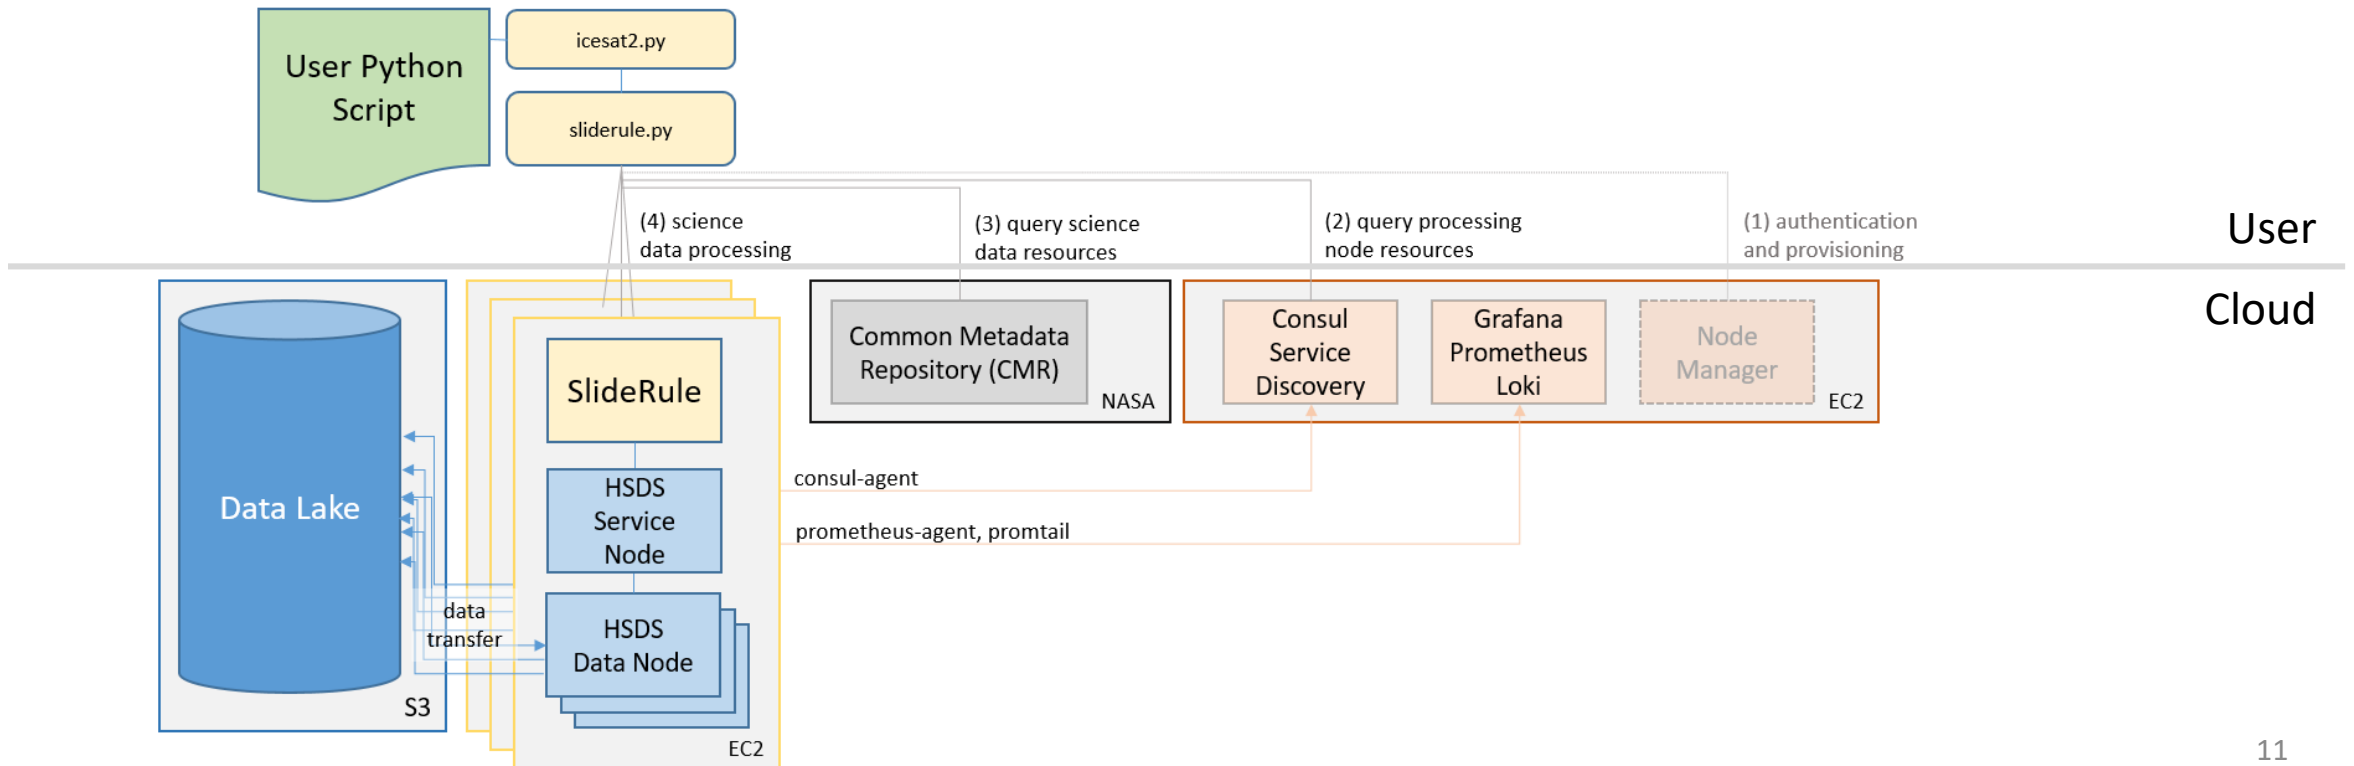 User Python
Script
icesat2.py
sliderule.py
(4) science
data processing
(3) query science
data resources
(2) query processing
node resources
(1) authentication
and provisioning
User
Cloud
Data Lake
S3
SlideRule
HSDS
Service
Node
HSDS
Data Node
EC2
data
transfer
Common Metadata
Repository (CMR)
NASA
Consul
Service
Discovery
Grafana
Prometheus
Loki
Node
Manager
EC2
consul-agent
prometheus-agent, promtail
11